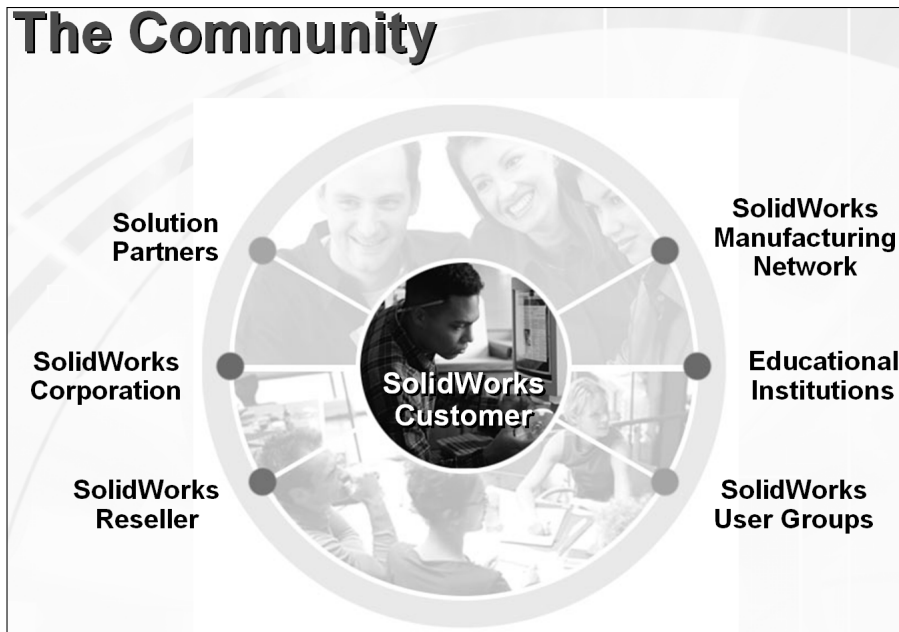 The Community
Solution
Partners
SolidWorks
Manufacturing
Network
SolidWorks
Corporation
SolidWorks
Customer
Educational
Institutions
SolidWorks
Reseller
SolidWorks
User Groups